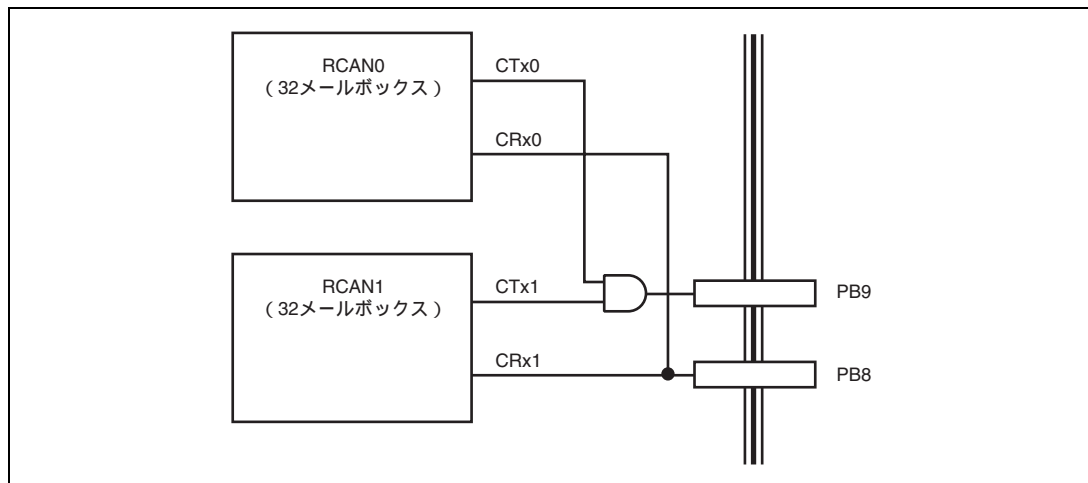 RCAN0
（32メールボックス）
CTx0
CRx0
RCAN1
（32メールボックス）
CTx1
CRx1
PB9
PB8